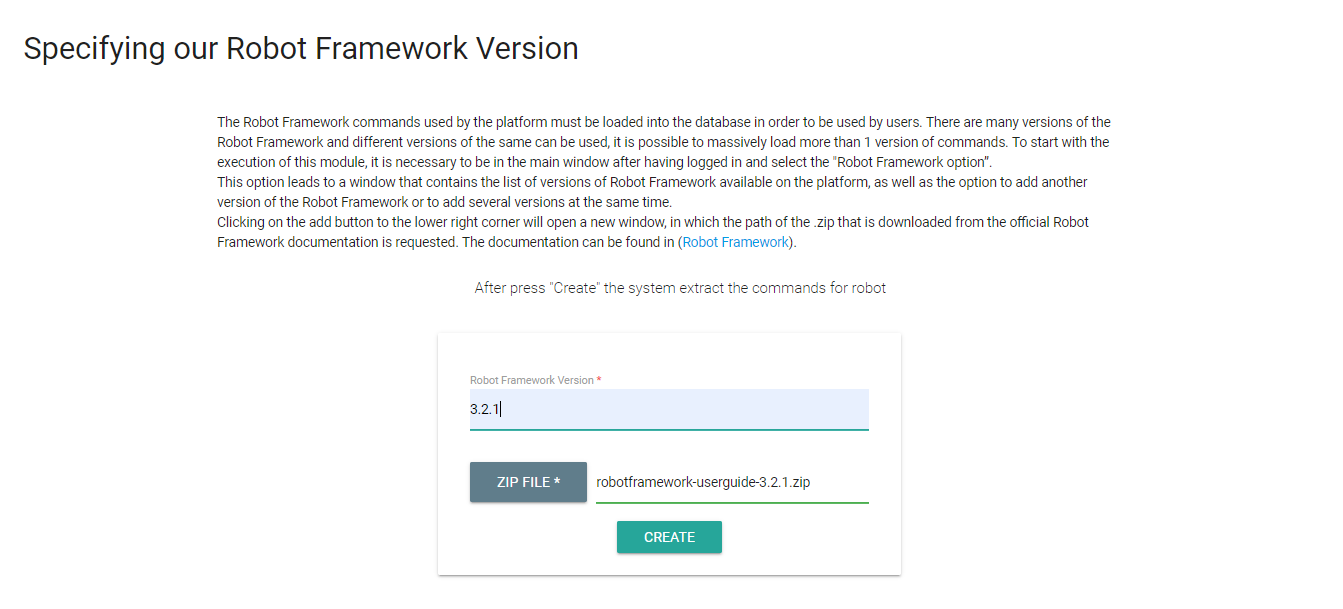 Specifying our Robot Framework Version
The Robot Framework commands used by the platform must be loaded into the database in order to be used by users. There are many versions of the
Robot Framework and different versions of the same can be used, it is possible to massively load more than 1 version of commands. To start with the
execution of this module, it is necessary to be in the main window after having logged in and select the "Robot Framework option”.
This option leads to a window that contains the list of versions of Robot Framework available on the platform, as well as the option to add another
version of the Robot Framework or to add several versions at the same time.
Clicking on the add button to the lower right corner will open a new window, in which the path of the .zip that is downloaded from the official Robot
Framework documentation is requested. The documentation can be found in (Robot Framework).
After press "Create" the system extract the commands for robot
Robot Framework Version *
3.2.1
ZIP FILE * robotframework-userguide-3.2.1.zip
CREATE